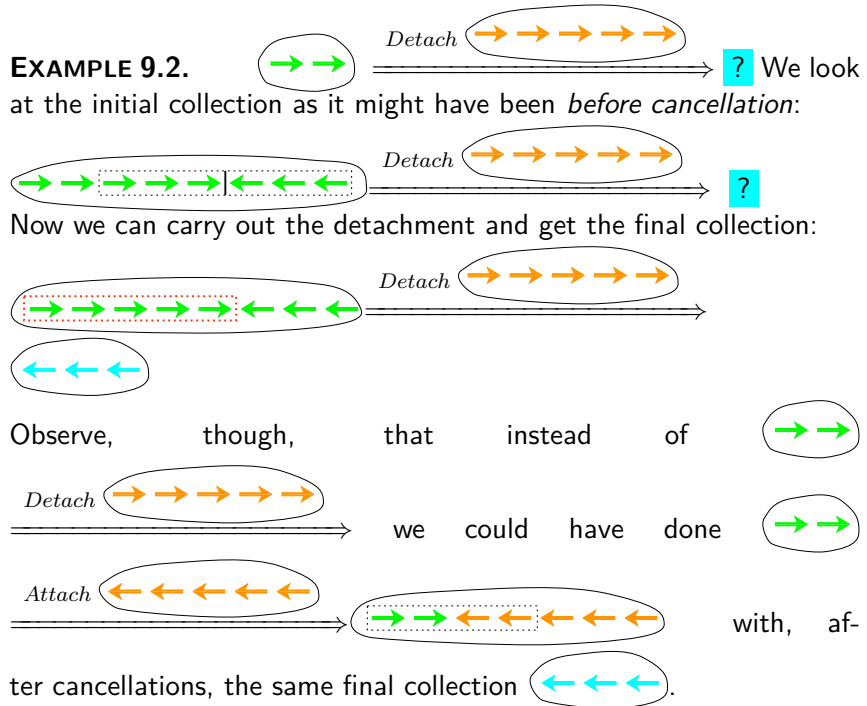 Detach
EXAMPLE 9.2. ? We look
at the initial collection as it might have been before cancellation:
Detach
?
Now we can carry out the detachment and get the final collection:
Detach
Observe, though, that instead of
Detach
we could have done
Attach
with, af-
ter cancellations, the same final collection .